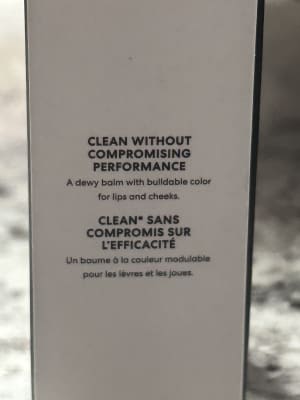 CLEAN WITHOUT
COMPROMISING
PERFORMANCE
A dewy balm with buildable color
for lips and cheeks.
CLEAN* SANS
COMPROMIS SUR
L'EFFICACITÉ
Un baume à la couleur modulable
pour les lèvres et les joues.